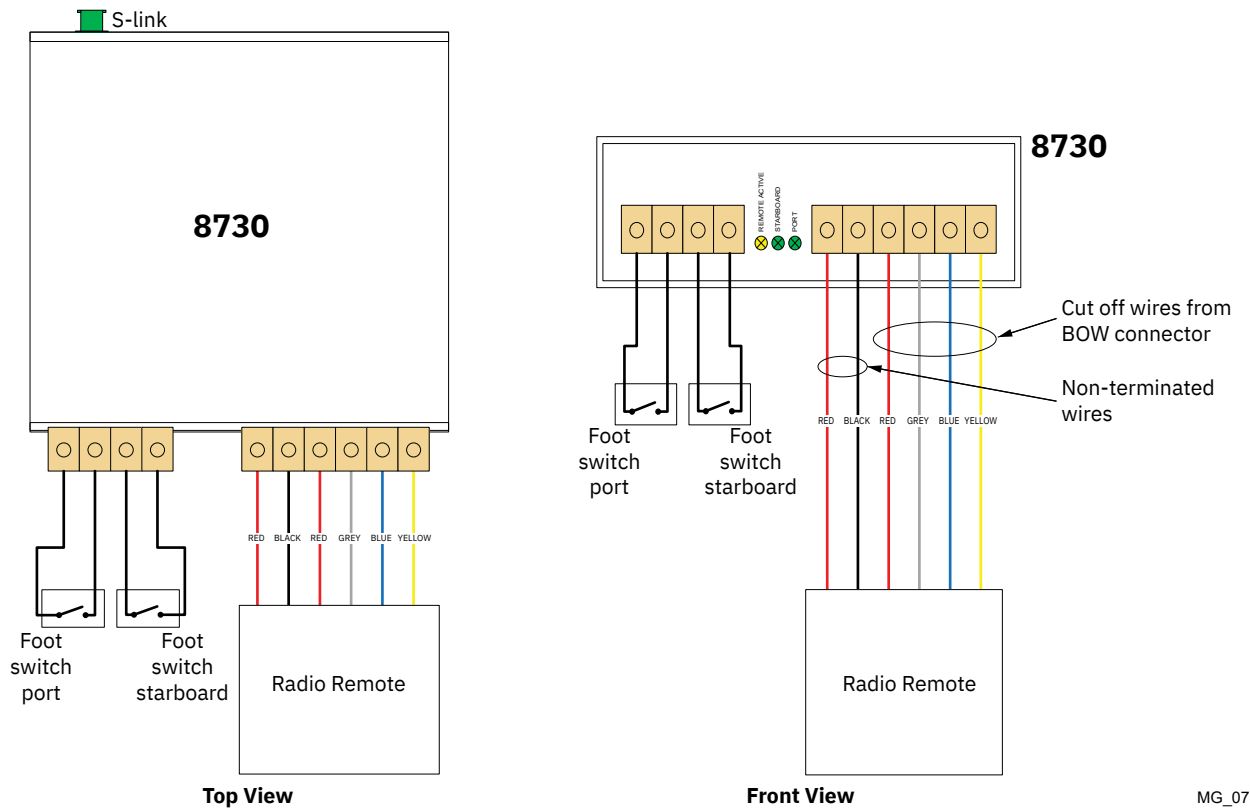 S-link
8730
RED BLACK RED GREY BLUE YELLOW
Foot
switch
port
Foot
switch
starboard
Radio Remote
Top View
8730
REMOTE ACTIVE
STARBOARD
PORT
Cut off wires from
BOW connector
Non-terminated
wires
RED BLACK RED GREY BLUE YELLOW
Foot
switch
port
Foot
switch
starboard
Radio Remote
Front View
MG_07